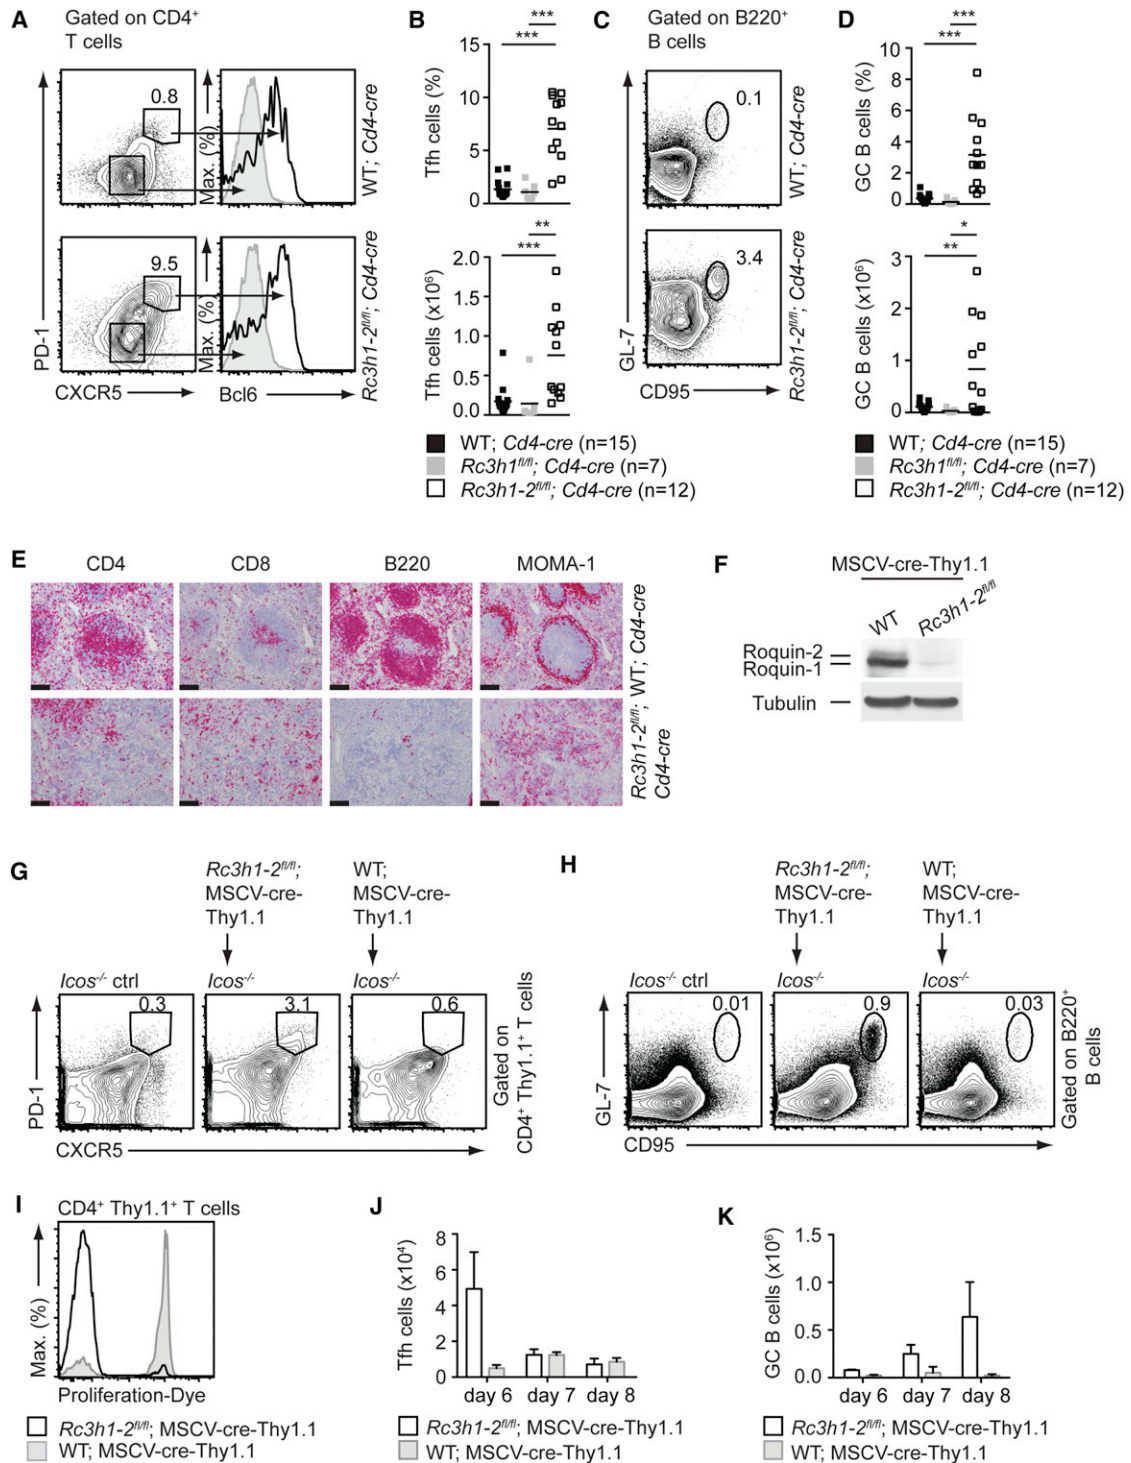 A
Gated on CD4⁺
T cells
0.8
PD-1
CXCR5
9.5
Max. (%)
Max. (%)
Bcl6
WT; Cd4-cre
Rc3h1-2fl/fl; Cd4-cre
B
***
***
Tfh cells (%)
15
10
5
0
**
***
Tfh cells (x10⁶)
2.0
1.5
1.0
0.5
0.0
WT; Cd4-cre (n=15)
Rc3h1fl/fl; Cd4-cre (n=7)
Rc3h1-2fl/fl; Cd4-cre (n=12)
C
Gated on B220⁺
B cells
0.1
3.4
GL-7
CD95
WT; Cd4-cre
Rc3h1-2fl/fl; Cd4-cre
D
***
***
GC B cells (%)
10
8
6
4
2
0
*
**
GC B cells (x10⁶)
3
2
1
0
WT; Cd4-cre (n=15)
Rc3h1fl/fl; Cd4-cre (n=7)
Rc3h1-2fl/fl; Cd4-cre (n=12)
E
CD4
CD8
B220
MOMA-1
WT; Cd4-cre
Rc3h1-2fl/fl;
Cd4-cre
F
MSCV-cre-Thy1.1
WT
Rc3h1-2fl/fl
Roquin-2
Roquin-1
Tubulin
G
Rc3h1-2fl/fl;
MSCV-cre-
Thy1.1
WT;
MSCV-cre-
Thy1.1
Icos-/- ctrl
Icos-/-
Icos-/-
0.3
3.1
0.6
PD-1
CXCR5
Gated on
CD4⁺ Thy1.1⁺ T cells
H
Rc3h1-2fl/fl;
MSCV-cre-
Thy1.1
WT;
MSCV-cre-
Thy1.1
Icos-/- ctrl
Icos-/-
Icos-/-
0.01
0.9
0.03
GL-7
CD95
Gated on B220⁺
B cells
I
CD4⁺ Thy1.1⁺ T cells
Max. (%)
Proliferation-Dye
Rc3h1-2fl/fl; MSCV-cre-Thy1.1
WT; MSCV-cre-Thy1.1
J
Tfh cells (x10⁴)
8
6
4
2
0
day 6
day 7
day 8
Rc3h1-2fl/fl; MSCV-cre-Thy1.1
WT; MSCV-cre-Thy1.1
K
GC B cells (x10⁶)
1.5
1.0
0.5
0.0
day 6
day 7
day 8
Rc3h1-2fl/fl; MSCV-cre-Thy1.1
WT; MSCV-cre-Thy1.1